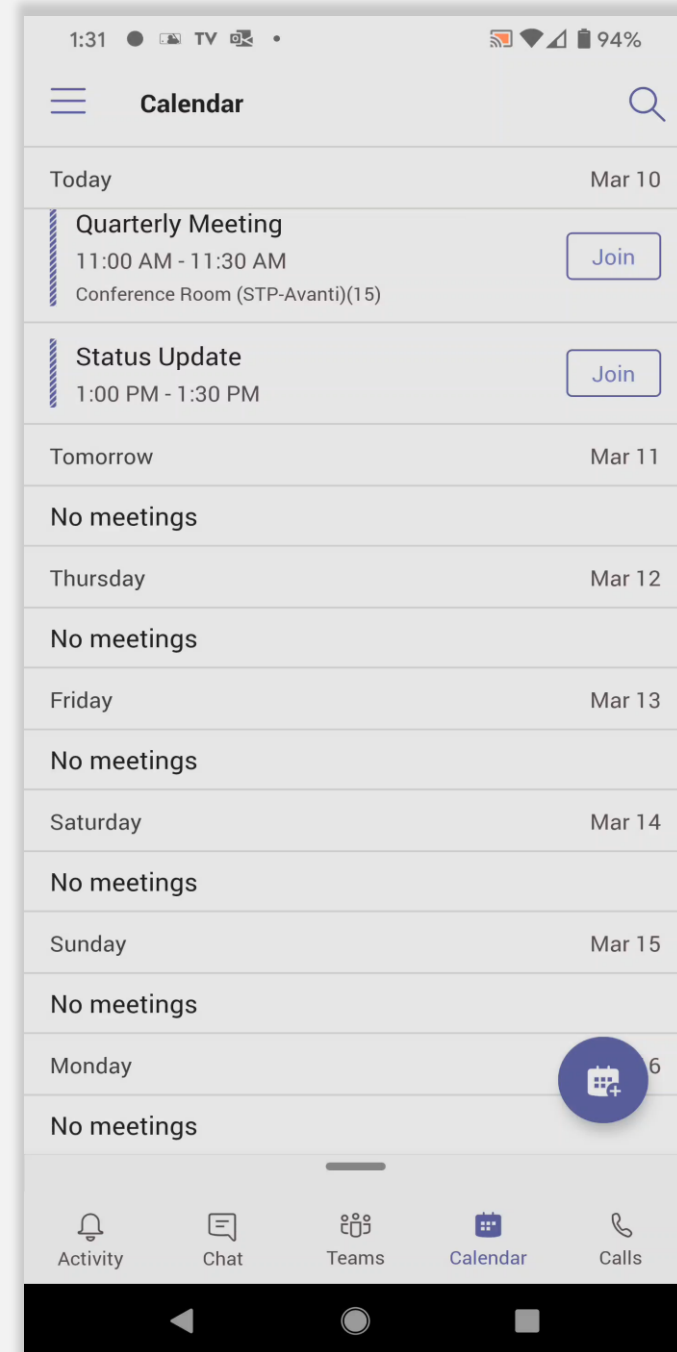 1:31 TV 94%
Calendar
Today Mar 10
Quarterly Meeting
11:00 AM - 11:30 AM
Join
Conference Room (STP-Avanti)(15)
Status Update
Join
1:00 PM - 1:30 PM
Tomorrow Mar 11
No meetings
Thursday Mar 12
No meetings
Friday Mar 13
No meetings
Saturday Mar 14
No meetings
Sunday Mar 15
No meetings
Monday 6
No meetings
Activity Chat Teams Calendar Calls